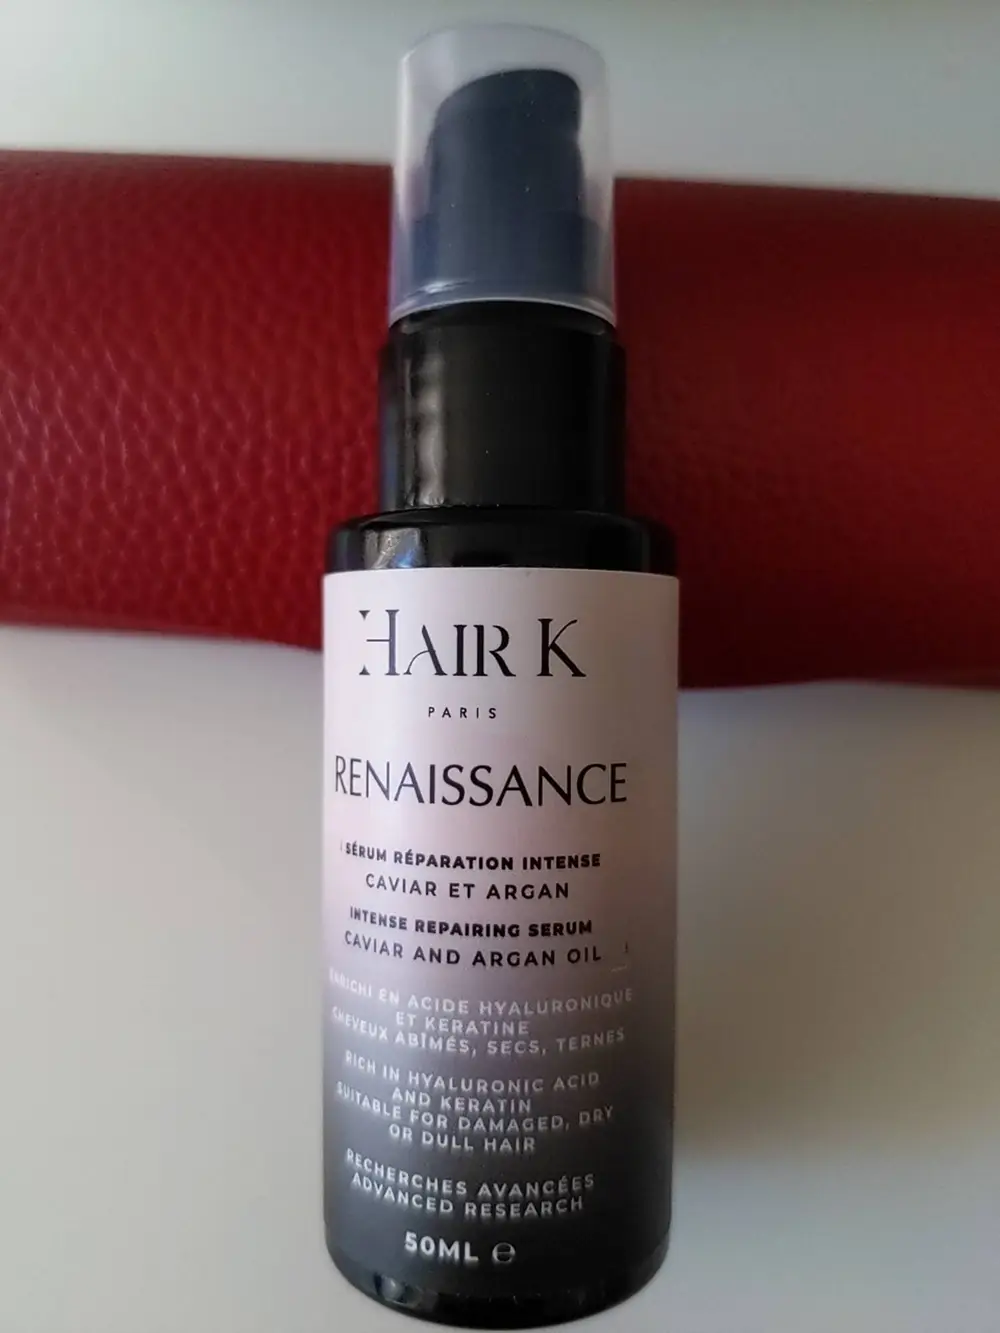 HAIR K
PARIS
RENAISSANCE
SÉRUM RÉPARATION INTENSE
CAVIAR ET ARGAN
INTENSE REPAIRING SERUM
CAVIAR AND ARGAN OIL
ENRICHI EN ACIDE HYALURONIQUE
ET KERATINE
CHEVEUX ABÎMÉS, SECS, TERNES
RICH IN HYALURONIC ACID
AND KERATIN
SUITABLE FOR DAMAGED, DRY
OR DULL HAIR
RECHERCHES AVANCÉES
ADVANCED RESEARCH
50ML ℮